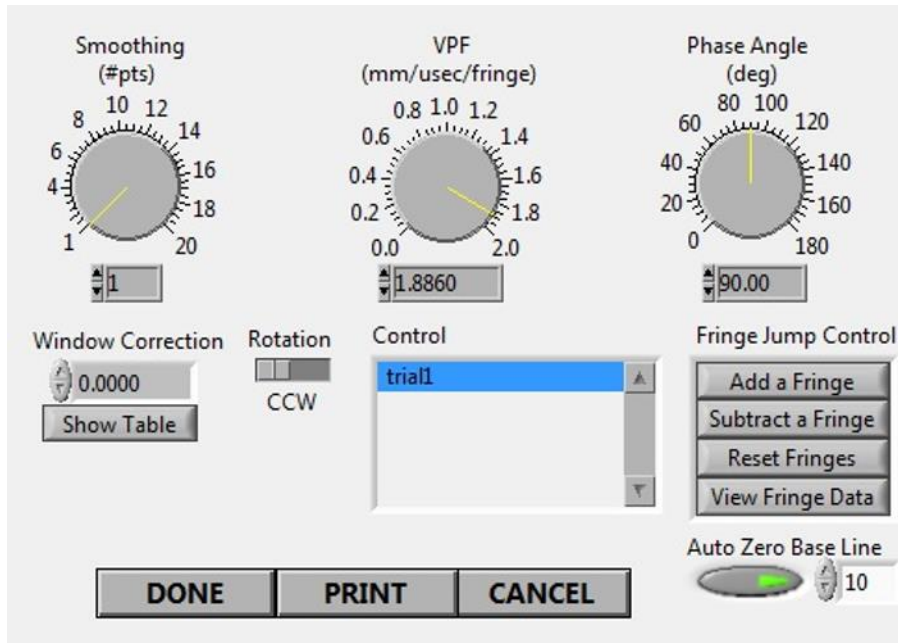 Smoothing
(#pts)
VPF
(mm/usec/fringe)
Phase Angle
(deg)
1 4 6 8 10 12 14 16 18 20
0.0 0.2 0.4 0.6 0.8 1.0 1.2 1.4 1.6 1.8 2.0
0 20 40 60 80 100 120 140 160 180
1
1.8860
90.00
Window Correction
0.0000
Show Table
Rotation
CCW
Control
trial1
Fringe Jump Control
Add a Fringe
Subtract a Fringe
Reset Fringes
View Fringe Data
Auto Zero Base Line
10
DONE
PRINT
CANCEL